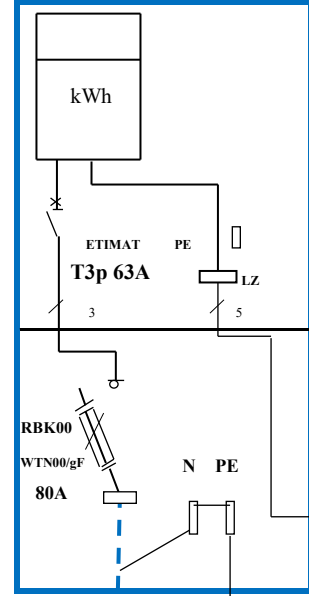 kWh
ETIMAT PE
T3p 63A
LZ
3 5
RBK00
WTN00/gF
N PE
80A